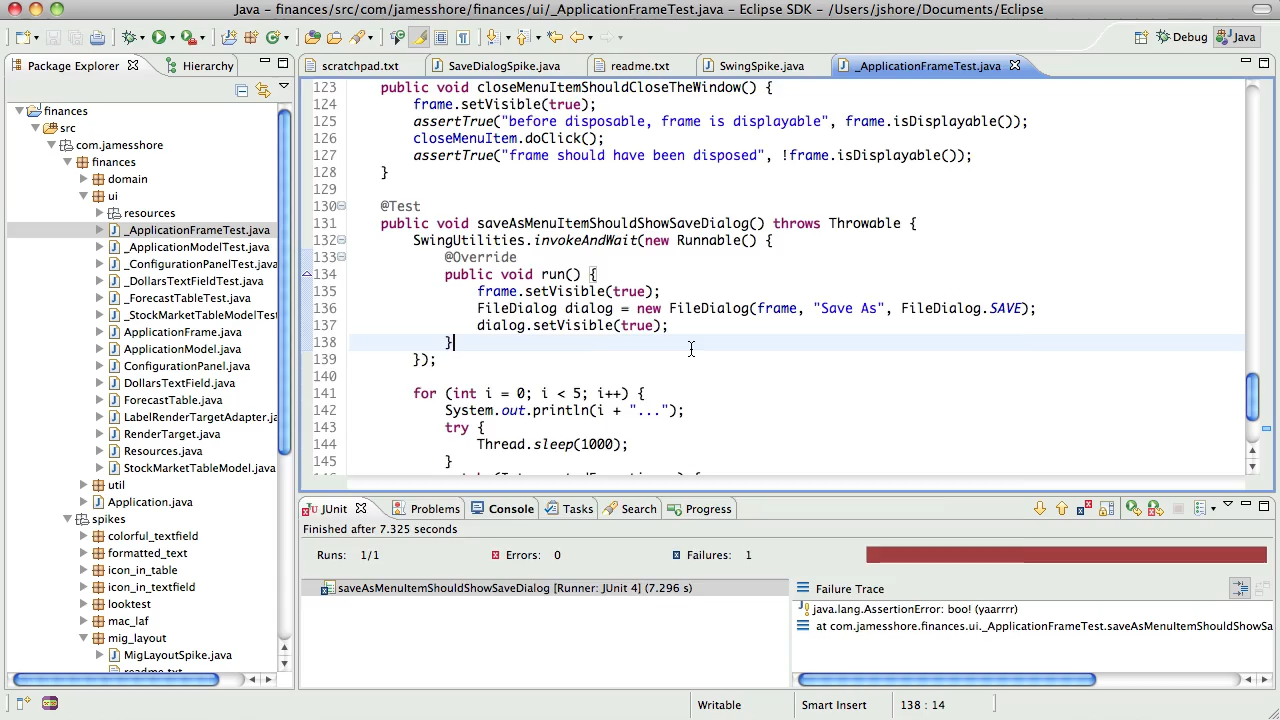 Java – finances/src/com/jamesshore/finances/ui/_ApplicationFrameTest.java – Eclipse SDK – /Users/jshore/Documents/Eclipse
Debug
Java
Package Explorer
Hierarchy
scratchpad.txt
SaveDialogSpike.java
readme.txt
SwingSpike.java
_ApplicationFrameTest.java
finances
src
com.jamesshore
finances
domain
ui
resources
_ApplicationFrameTest.java
_ApplicationModelTest.java
_ConfigurationPanelTest.java
_DollarsTextFieldTest.java
_ForecastTableTest.java
_StockMarketTableModelTest
ApplicationFrame.java
ApplicationModel.java
ConfigurationPanel.java
DollarsTextField.java
ForecastTable.java
LabelRenderTargetAdapter.ja
RenderTarget.java
Resources.java
StockMarketTableModel.java
util
Application.java
spikes
colorful_textfield
formatted_text
icon_in_table
icon_in_textfield
looktest
mac_laf
mig_layout
MigLayoutSpike.java
readme.txt
123 public void closeMenuItemShouldCloseTheWindow() {
124 frame.setVisible(true);
125 assertTrue("before disposable, frame is displayable", frame.isDisplayable());
126 closeMenuItem.doClick();
127 assertTrue("frame should have been disposed", !frame.isDisplayable());
128 }
129
130 @Test
131 public void saveAsMenuItemShouldShowSaveDialog() throws Throwable {
132 SwingUtilities.invokeAndWait(new Runnable() {
133 @Override
134 public void run() {
135 frame.setVisible(true);
136 FileDialog dialog = new FileDialog(frame, "Save As", FileDialog.SAVE);
137 dialog.setVisible(true);
138 }
139 });
140
141 for (int i = 0; i < 5; i++) {
142 System.out.println(i + "...");
143 try {
144 Thread.sleep(1000);
145 }
JUnit
Problems
Console
Tasks
Search
Progress
Finished after 7.325 seconds
Runs: 1/1
Errors: 0
Failures: 1
saveAsMenuItemShouldShowSaveDialog [Runner: JUnit 4] (7.296 s)
Failure Trace
java.lang.AssertionError: boo! (yaarrrr)
at com.jamesshore.finances.ui._ApplicationFrameTest.saveAsMenuItemShouldShowSa
Writable
Smart Insert
138 : 14